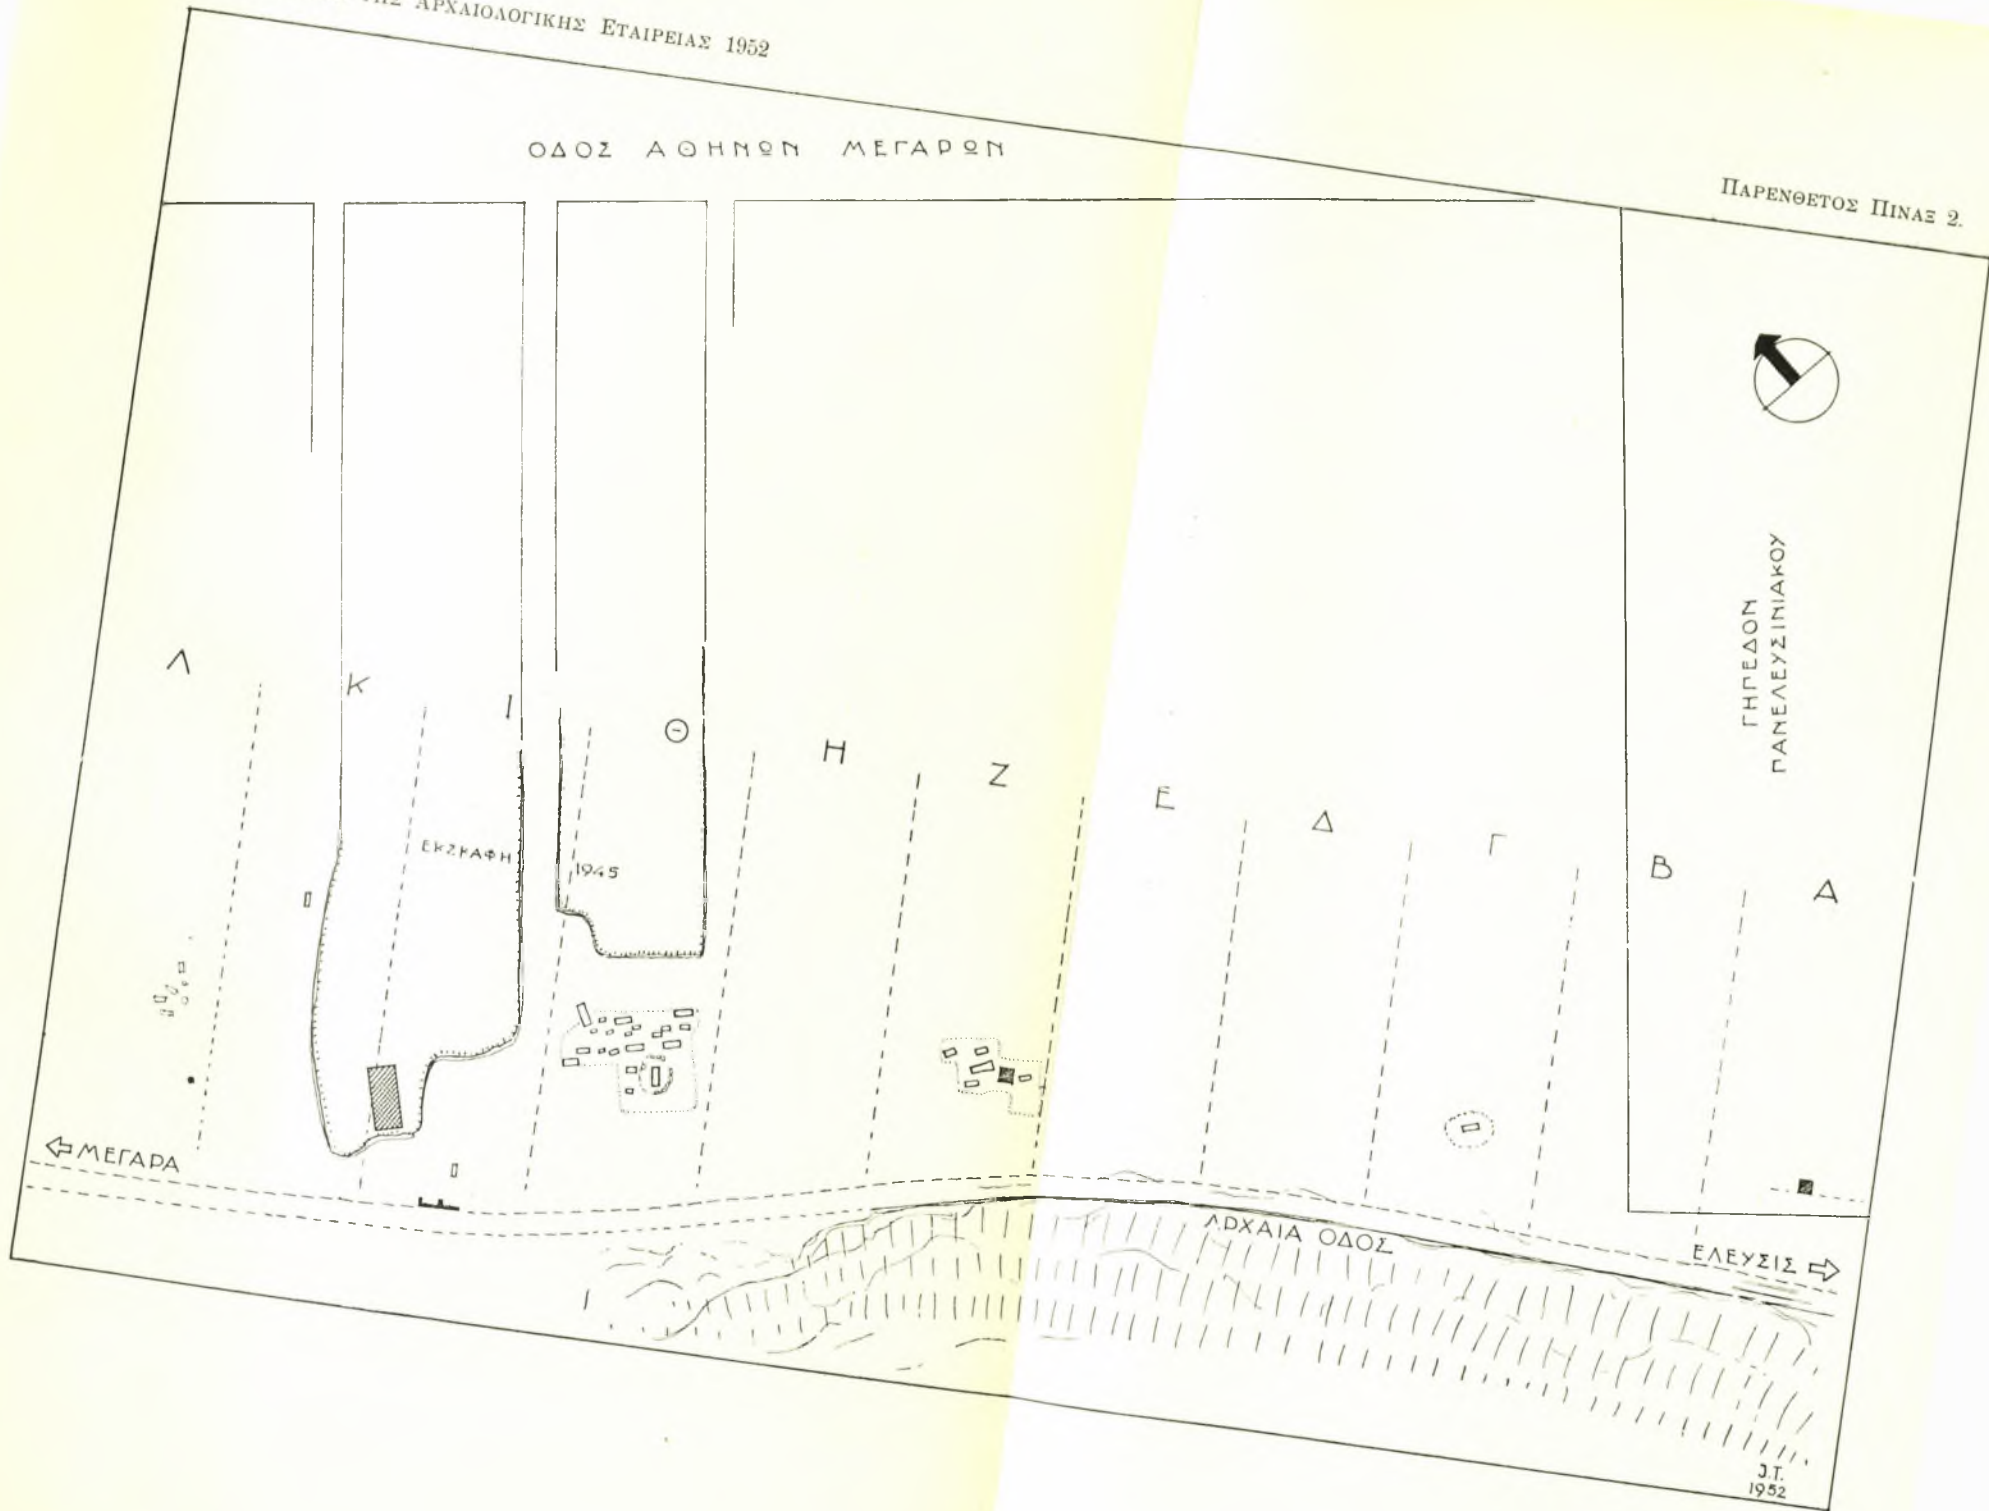 ΑΡΧΑΙΟΛΟΓΙΚΗΣ ΕΤΑΙΡΕΙΑΣ 1952
ΠΑΡΕΝΘΕΤΟΣ ΠΙΝΑΞ 2.
ΟΔΟΣ ΑΘΗΝΩΝ ΜΕΓΑΡΩΝ
ΓΗΠΕΔΟΝ
ΠΑΝΕΛΕΥΣΙΝΙΑΚΟΥ
Λ
Κ
Ι
Θ
Η
Ζ
Ε
Δ
Γ
Β
Α
ΕΚΣΚΑΦΗ 1945
ΜΕΓΑΡΑ
ΑΡΧΑΙΑ ΟΔΟΣ
ΕΛΕΥΣΙΣ
J.T.
1952